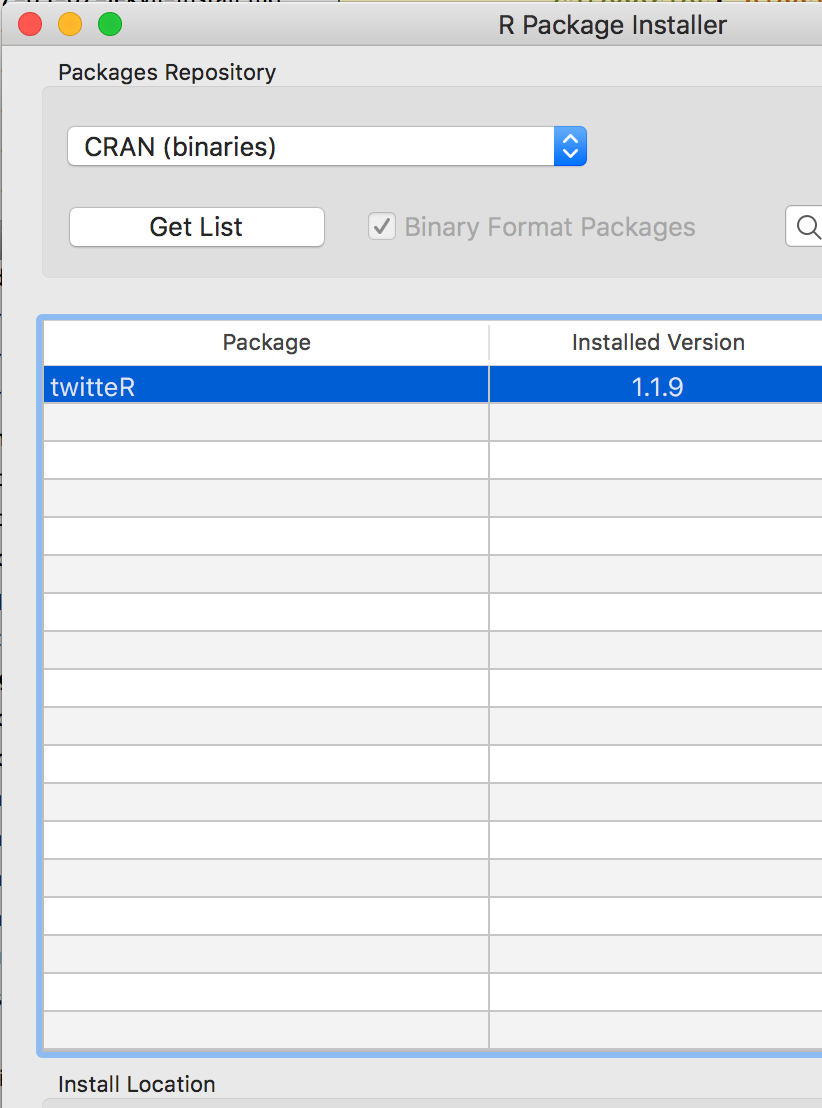 R Package Installer
Packages Repository
CRAN (binaries)
Get List
Binary Format Packages
Package Installed Version
twitteR 1.1.9
Install Location